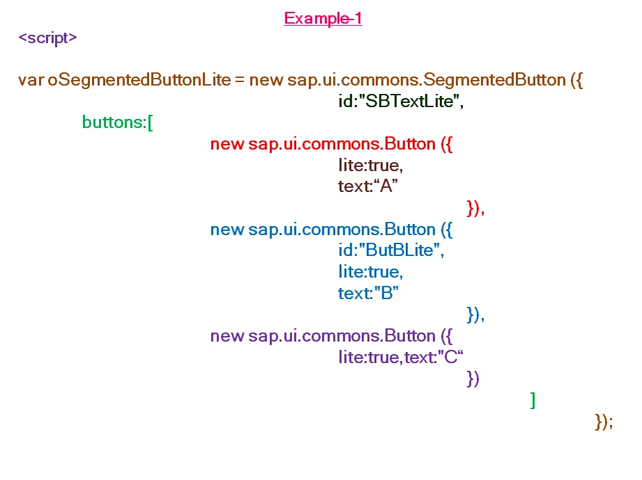 Example-1
<script>
var oSegmentedButtonLite = new sap.ui.commons.SegmentedButton ({
id:"SBTextLite",
buttons:[
new sap.ui.commons.Button ({
lite:true,
text:“A”
}),
new sap.ui.commons.Button ({
id:"ButBLite",
lite:true,
text:"B”
}),
new sap.ui.commons.Button ({
lite:true,text:"C“
})
]
});